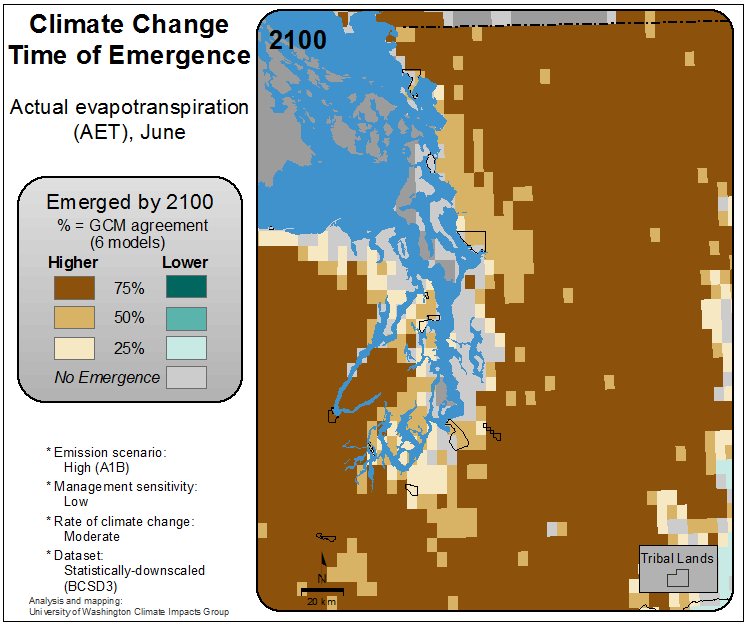 Climate Change
Time of Emergence
Actual evapotranspiration
(AET), June
Emerged by 2100
% = GCM agreement
(6 models)
Higher Lower
75%
50%
25%
No Emergence
* Emission scenario:
High (A1B)
* Management sensitivity:
Low
* Rate of climate change:
Moderate
* Dataset:
Statistically-downscaled
(BCSD3)
Analysis and mapping:
University of Washington Climate Impacts Group
2100
N
20 km
Tribal Lands